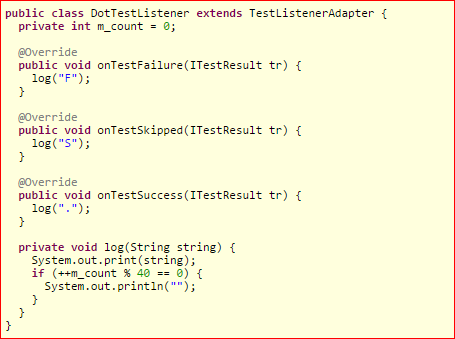 public class DotTestListener extends TestListenerAdapter {
  private int m_count = 0;

  @Override
  public void onTestFailure(ITestResult tr) {
    log("F");
  }

  @Override
  public void onTestSkipped(ITestResult tr) {
    log("S");
  }

  @Override
  public void onTestSuccess(ITestResult tr) {
    log(".");
  }

  private void log(String string) {
    System.out.print(string);
    if (++m_count % 40 == 0) {
      System.out.println("");
    }
  }
}